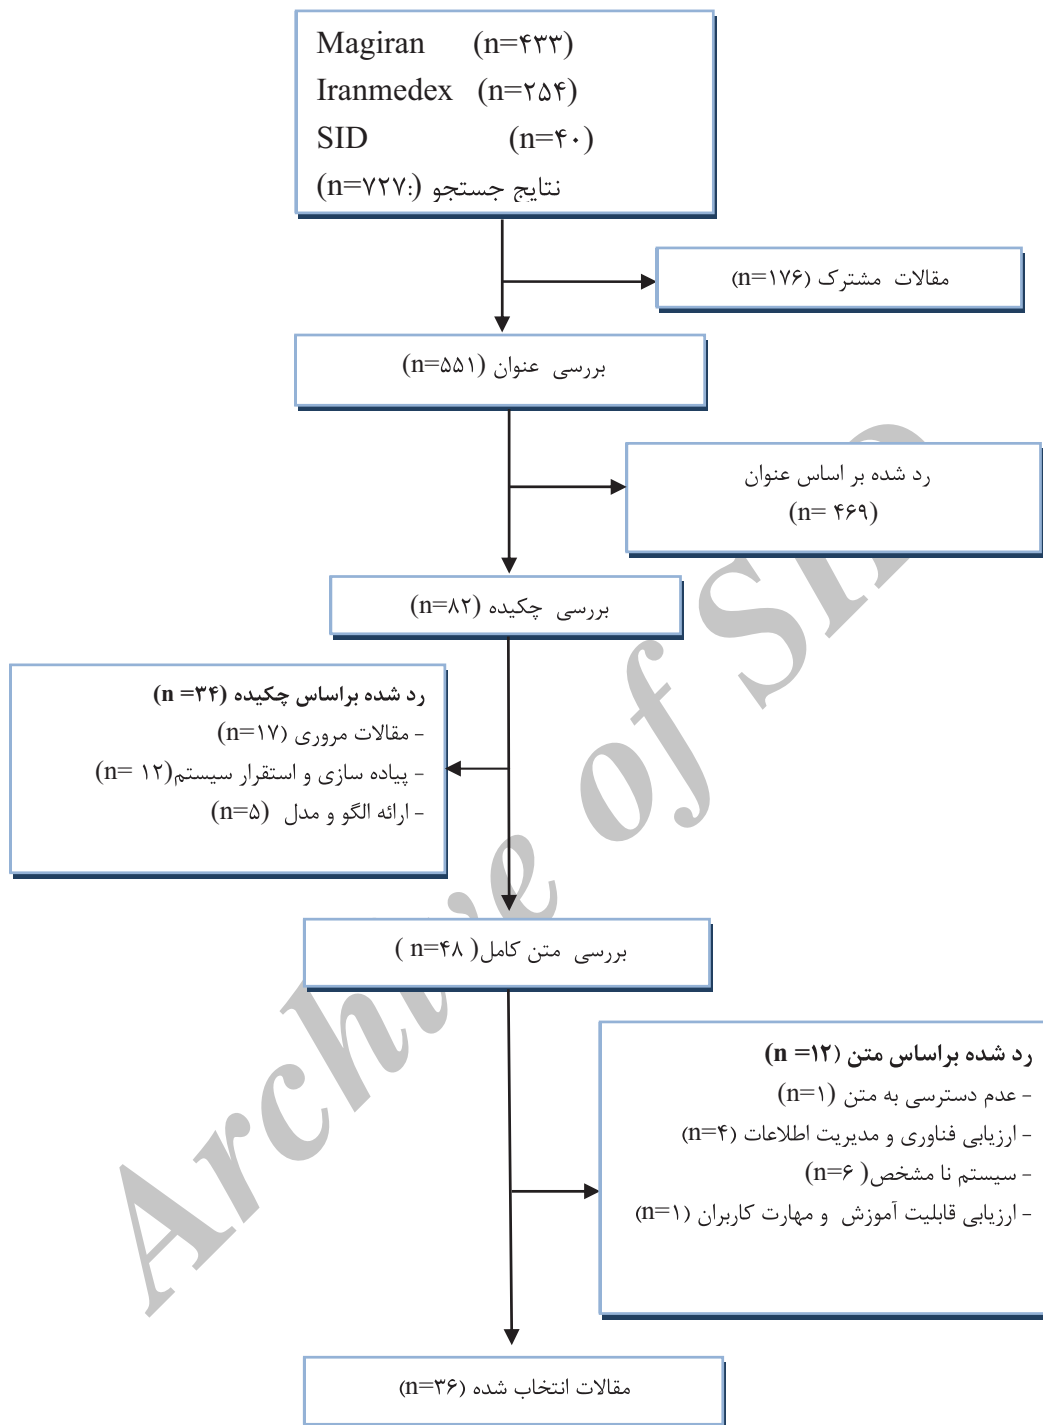 Magiran (n=۴۳۳)
Iranmedex (n=۲۵۴)
SID (n=۴۰)
نتایج جستجو (:n=۷۲۷)
مقالات مشترک (n=۱۷۶)
بررسی عنوان (n=۵۵۱)
رد شده بر اساس عنوان
(n= ۴۶۹)
بررسی چکیده (n=۸۲)
رد شده براساس چکیده (n =۳۴)
- مقالات مروری (n=۱۷)
- پیاده سازی و استقرار سیستم(n= ۱۲)
- ارائه الگو و مدل (n=۵)
بررسی متن کامل( n=۴۸ )
رد شده براساس متن (n =۱۲)
- عدم دسترسی به متن (n=۱)
- ارزیابی فناوری و مدیریت اطلاعات (n=۴)
- سیستم نا مشخص( n=۶)
- ارزیابی قابلیت آموزش و مهارت کاربران (n=۱)
مقالات انتخاب شده (n=۳۶)
Archive of SID